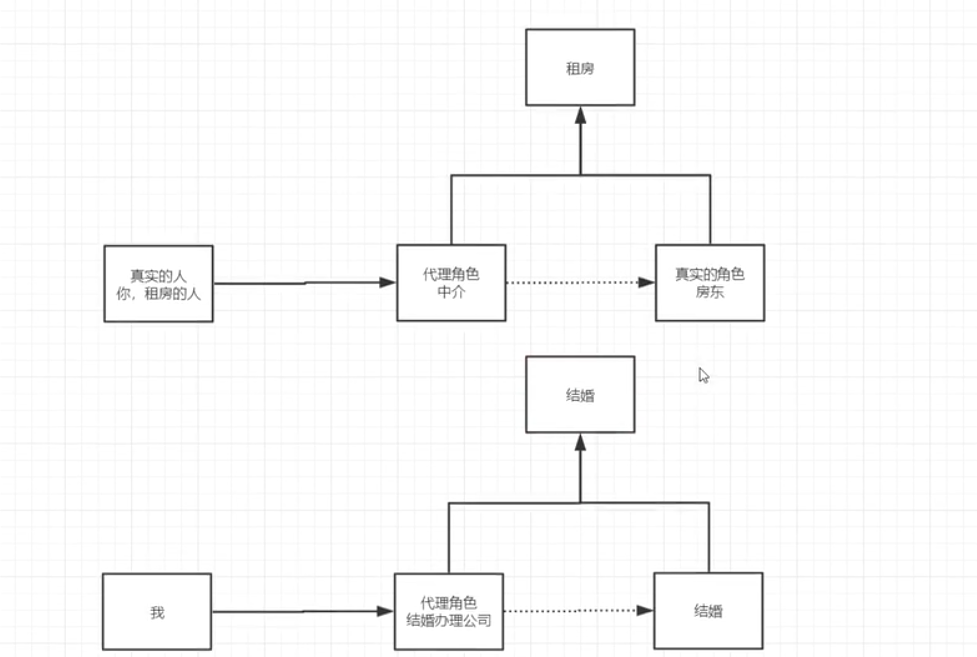 租房
真实的人
你，租房的人
代理角色
中介
真实的角色
房东
结婚
我
代理角色
结婚办理公司
结婚